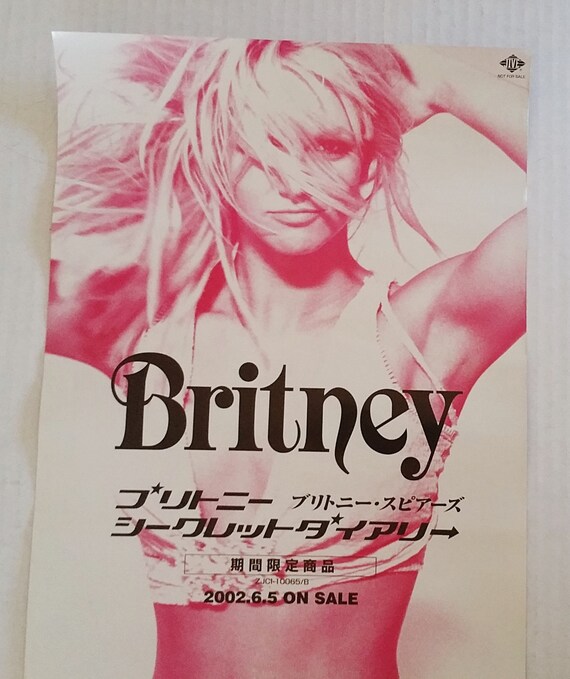 JIVE
NOT FOR SALE
Britney
ブリトニー ブリトニー・スピアーズ
シークレットダイアリー→
期間限定商品
ZJCI-10065/B
2002.6.5 ON SALE